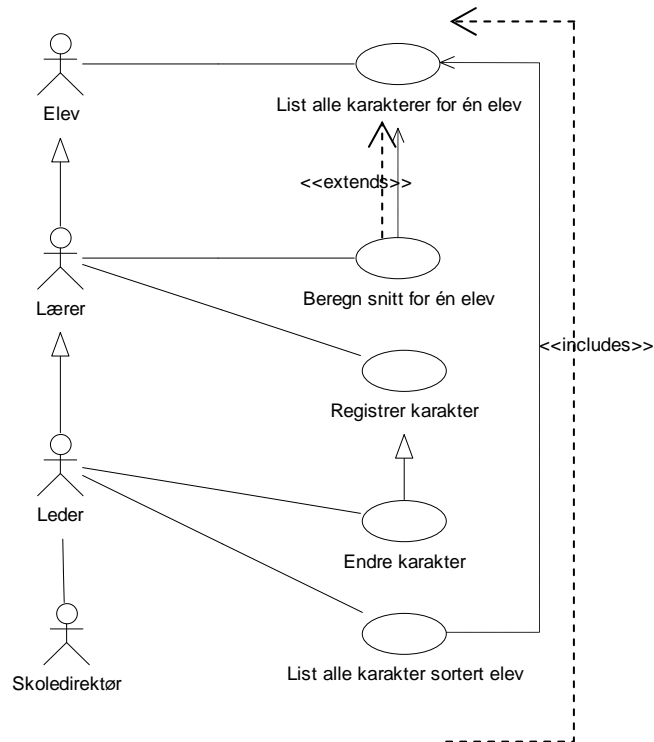 Elev
List alle karakterer for én elev
<<extends>>
Lærer
Beregn snitt for én elev
<<includes>>
Registrer karakter
Leder
Endre karakter
Skoledirektør
List alle karakter sortert elev